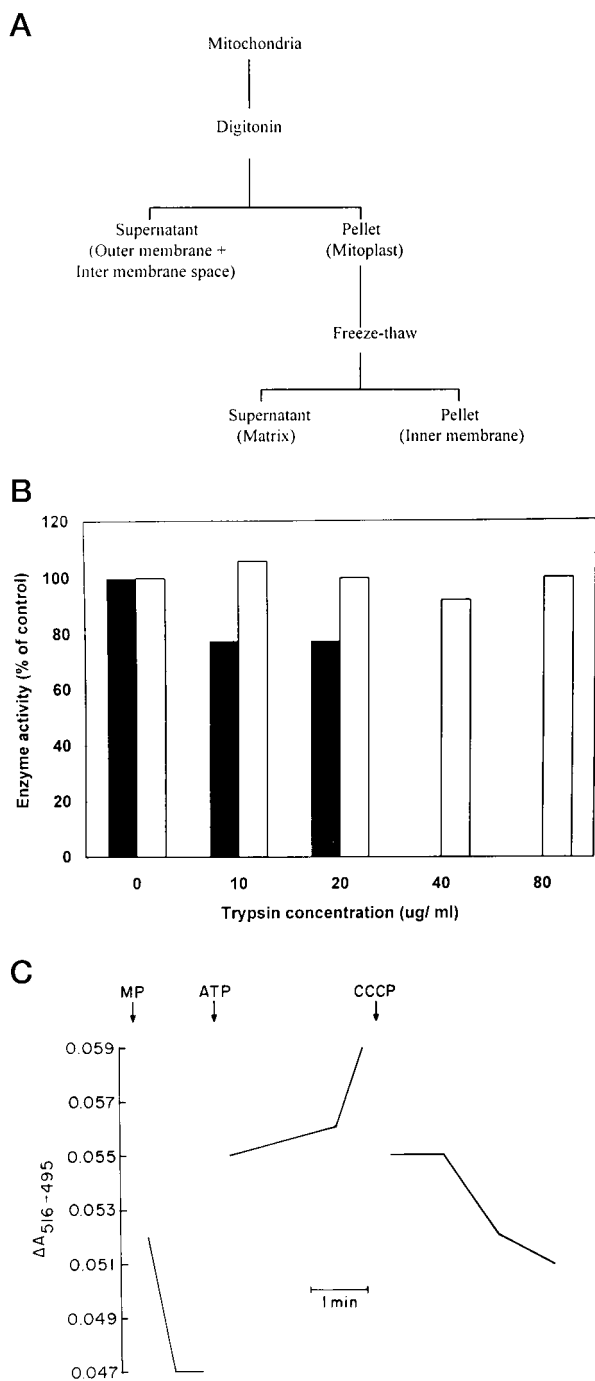 A
Mitochondria
Digitonin
Supernatant
(Outer membrane +
Inter membrane space)
Pellet
(Mitoplast)
Freeze-thaw
Supernatant
(Matrix)
Pellet
(Inner membrane)
B
Enzyme activity (% of control)
120
100
80
60
40
20
0
0 10 20 40 80
Trypsin concentration (ug/ ml)
C
MP ATP CCCP
ΔA516-495
0.059
0.057
0.055
0.053
0.051
0.049
0.047
1 min